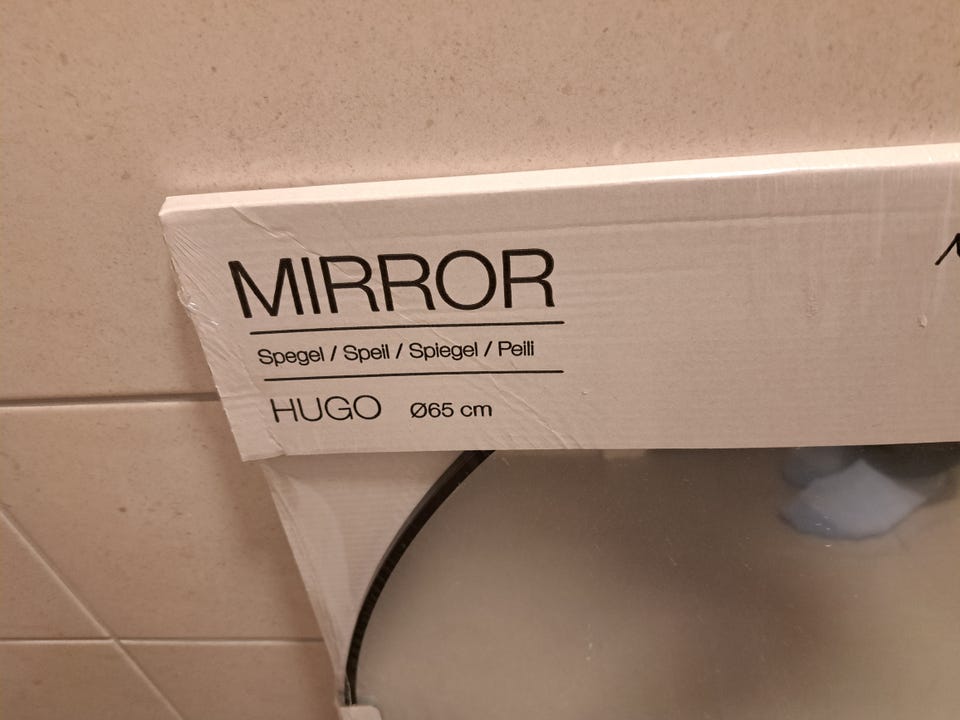 MIRROR
Spegel / Speil / Spiegel / Peili
HUGO Ø65 cm